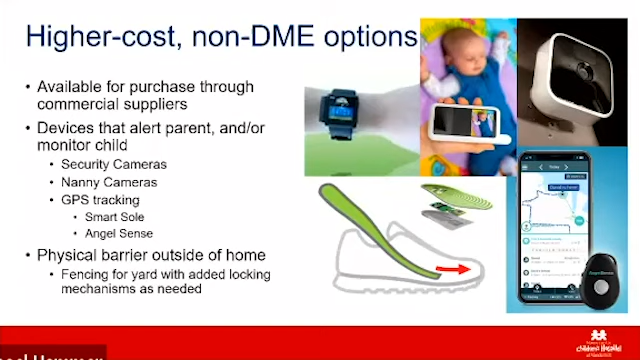 Higher-cost, non-DME options
• Available for purchase through
commercial suppliers
• Devices that alert parent, and/or
monitor child
• Security Cameras
• Nanny Cameras
• GPS tracking
• Smart Sole
• Angel Sense
• Physical barrier outside of home
• Fencing for yard with added locking
mechanisms as needed